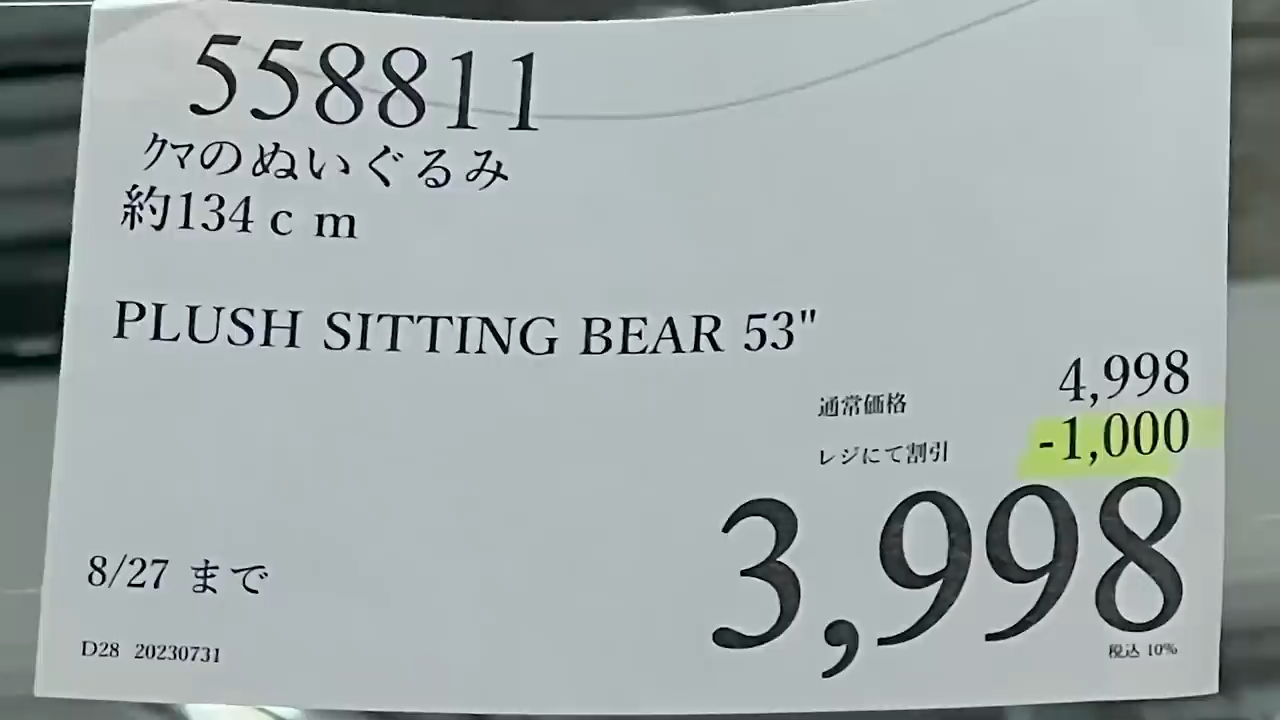 558811
ｸﾏのぬいぐるみ
約134ｃｍ
PLUSH SITTING BEAR 53"
通常価格 4,998
レジにて割引 -1,000
3,998
8/27 まで
税込 10%
D28 20230731